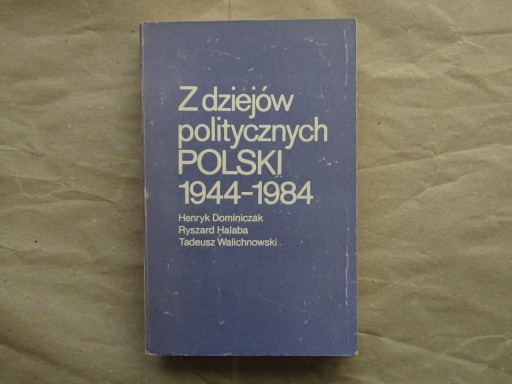 Z dziejów
politycznych
POLSKI
1944-1984
Henryk Dominiczak
Ryszard Halaba
Tadeusz Walichnowski